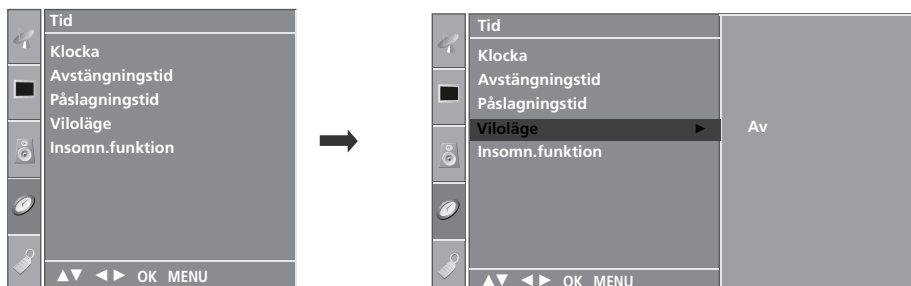 Tid
Klocka
Avstängningstid
Påslagningstid
Viloläge
Insomn.funktion
▲▼ ◄► OK MENU
Tid
Klocka
Avstängningstid
Påslagningstid
Viloläge ► Av
Insomn.funktion
▲▼ ◄► OK MENU